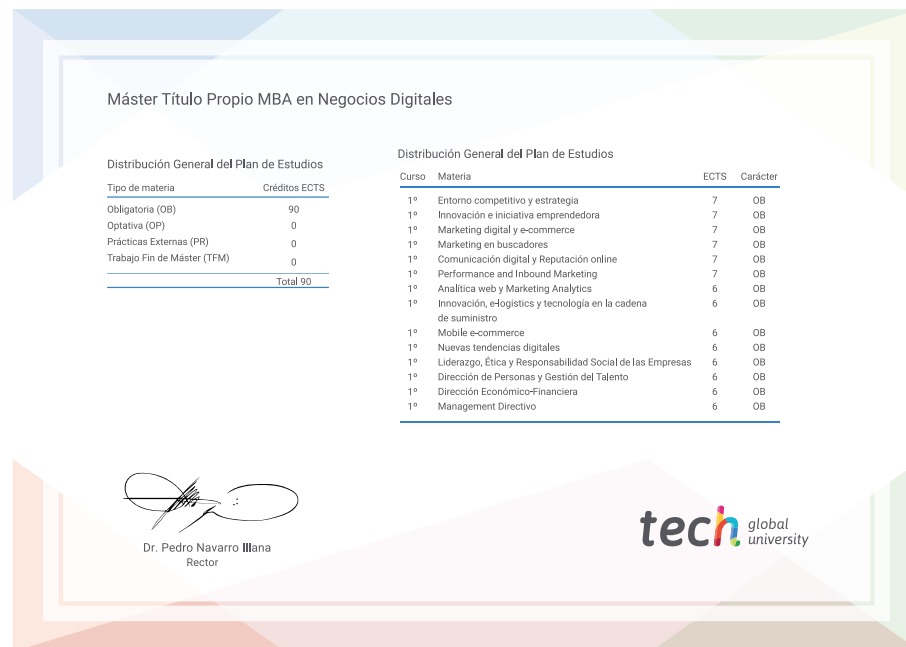 Máster Título Propio MBA en Negocios Digitales
Distribución General del Plan de Estudios
Tipo de materia Créditos ECTS
Obligatoria (OB) 90
Optativa (OP) 0
Prácticas Externas (PR) 0
Trabajo Fin de Máster (TFM) 0
Total 90
Distribución General del Plan de Estudios
Curso Materia ECTS Carácter
1º Entorno competitivo y estrategia 7 OB
1º Innovación e iniciativa emprendedora 7 OB
1º Marketing digital y e-commerce 7 OB
1º Marketing en buscadores 7 OB
1º Comunicación digital y Reputación online 7 OB
1º Performance and Inbound Marketing 7 OB
1º Analítica web y Marketing Analytics 6 OB
1º Innovación, e-logistics y tecnología en la cadena 6 OB
de suministro
1º Mobile e-commerce 6 OB
1º Nuevas tendencias digitales 6 OB
1º Liderazgo, Ética y Responsabilidad Social de las Empresas 6 OB
1º Dirección de Personas y Gestión del Talento 6 OB
1º Dirección Económico-Financiera 6 OB
1º Management Directivo 6 OB
Dr. Pedro Navarro Illana
Rector
tech global
university